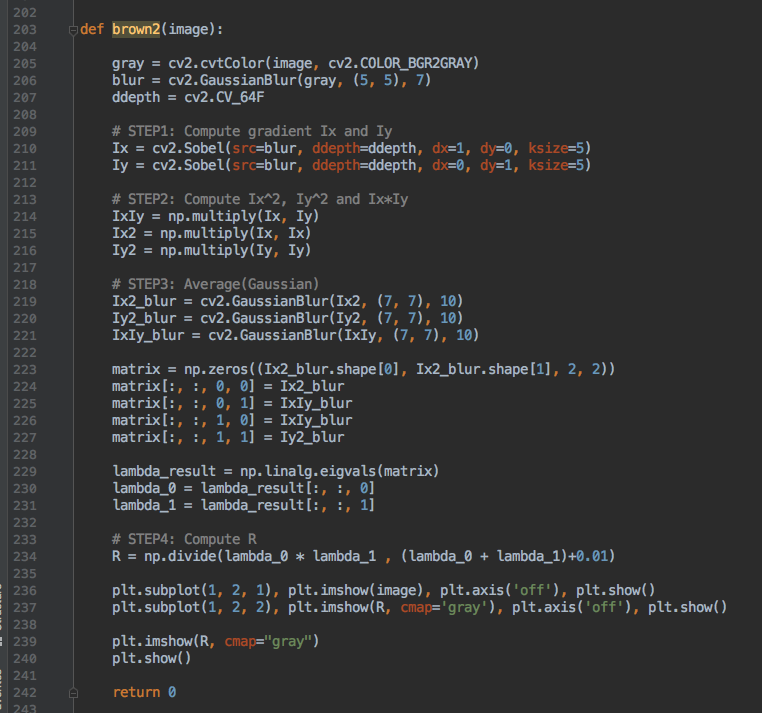 202
203 def brown2(image):
204
205 gray = cv2.cvtColor(image, cv2.COLOR_BGR2GRAY)
206 blur = cv2.GaussianBlur(gray, (5, 5), 7)
207 ddepth = cv2.CV_64F
208
209 # STEP1: Compute gradient Ix and Iy
210 Ix = cv2.Sobel(src=blur, ddepth=ddepth, dx=1, dy=0, ksize=5)
211 Iy = cv2.Sobel(src=blur, ddepth=ddepth, dx=0, dy=1, ksize=5)
212
213 # STEP2: Compute Ix^2, Iy^2 and Ix*Iy
214 IxIy = np.multiply(Ix, Iy)
215 Ix2 = np.multiply(Ix, Ix)
216 Iy2 = np.multiply(Iy, Iy)
217
218 # STEP3: Average(Gaussian)
219 Ix2_blur = cv2.GaussianBlur(Ix2, (7, 7), 10)
220 Iy2_blur = cv2.GaussianBlur(Iy2, (7, 7), 10)
221 IxIy_blur = cv2.GaussianBlur(IxIy, (7, 7), 10)
222
223 matrix = np.zeros((Ix2_blur.shape[0], Ix2_blur.shape[1], 2, 2))
224 matrix[:, :, 0, 0] = Ix2_blur
225 matrix[:, :, 0, 1] = IxIy_blur
226 matrix[:, :, 1, 0] = IxIy_blur
227 matrix[:, :, 1, 1] = Iy2_blur
228
229 lambda_result = np.linalg.eigvals(matrix)
230 lambda_0 = lambda_result[:, :, 0]
231 lambda_1 = lambda_result[:, :, 1]
232
233 # STEP4: Compute R
234 R = np.divide(lambda_0 * lambda_1 , (lambda_0 + lambda_1)+0.01)
235
236 plt.subplot(1, 2, 1), plt.imshow(image), plt.axis('off'), plt.show()
237 plt.subplot(1, 2, 2), plt.imshow(R, cmap='gray'), plt.axis('off'), plt.show()
238
239 plt.imshow(R, cmap="gray")
240 plt.show()
241
242 return 0
243